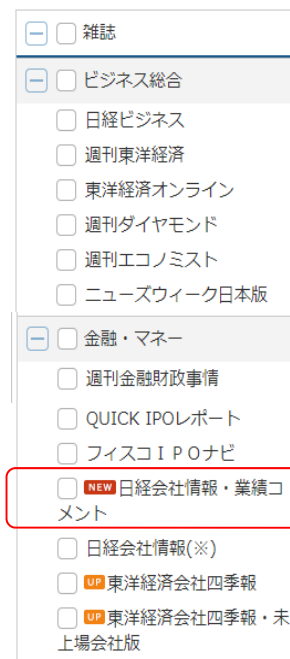 雑誌
ビジネス総合
日経ビジネス
週刊東洋経済
東洋経済オンライン
週刊ダイヤモンド
週刊エコノミスト
ニューズウィーク日本版
金融・マネー
週刊金融財政事情
QUICK IPOレポート
フィスコＩＰＯナビ
NEW 日経会社情報・業績コ
メント
日経会社情報(※)
UP 東洋経済会社四季報
UP 東洋経済会社四季報・未
上場会社版